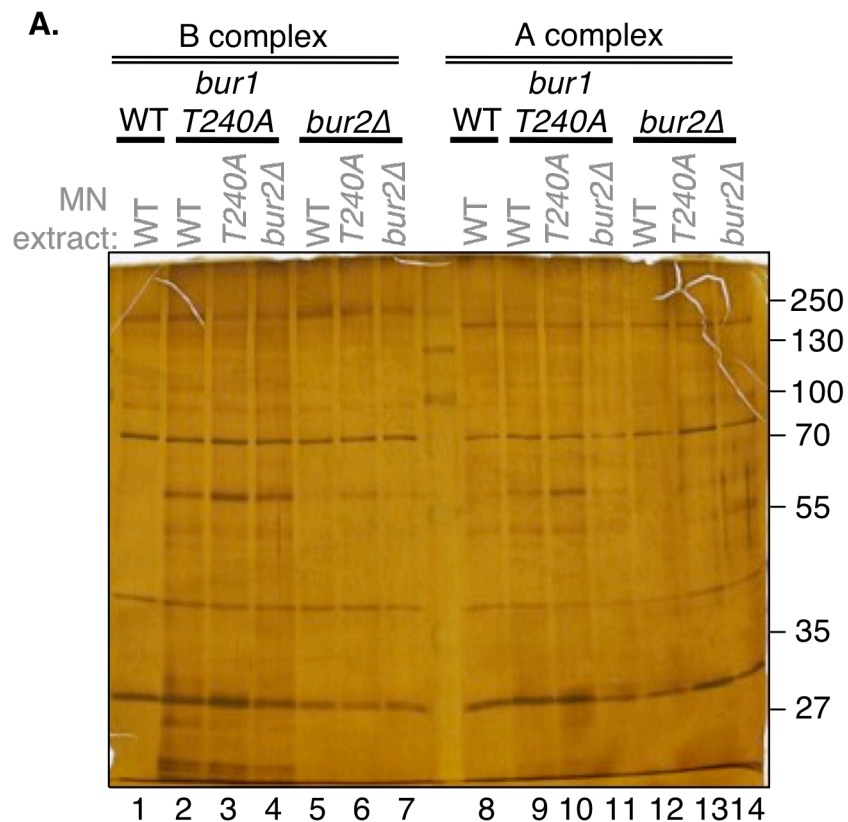 A.
B complex A complex
bur1 bur1
WT T240A bur2Δ WT T240A bur2Δ
MN
extract: WT WT T240A bur2Δ WT T240A bur2Δ WT WT T240A bur2Δ WT T240A bur2Δ
250
130
100
70
55
35
27
1 2 3 4 5 6 7 8 9 10 11 12 13 14